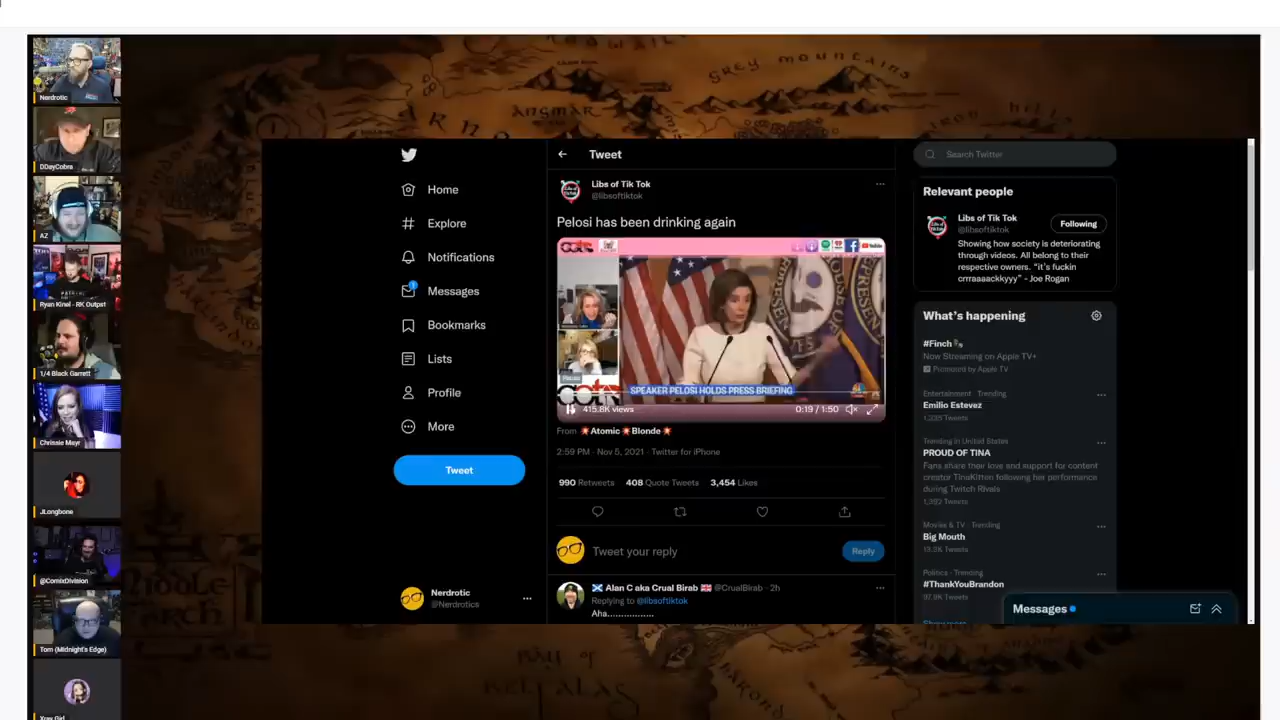 GREY MOUNTAINS
ANGMAR
Nerdrotic
DDayCobra
AZ
Ryan Kinel - RK Outpst
1/4 Black Garrett
Chrissie Mayr
JLongbone
@ComixDivision
Tom (Midnight's Edge)
Xray Girl
Home
Explore
Notifications
1
Messages
Bookmarks
Lists
Profile
More
Tweet
Nerdrotic
@Nerdrotics
Tweet
Libs of Tik Tok
@libsoftiktok
Pelosi has been drinking again
SPEAKER PELOSI HOLDS PRESS BRIEFING
415.8K views
0:19 / 1:50
From 💥Atomic💥Blonde💥
2:59 PM · Nov 5, 2021 · Twitter for iPhone
990 Retweets 408 Quote Tweets 3,454 Likes
Tweet your reply
Reply
🏴󠁧󠁢󠁳󠁣󠁴󠁿 Alan C aka Crual Birab 🇬🇧 @CrualBirab · 2h
Replying to @libsoftiktok
Aha..................
Search Twitter
Relevant people
Libs of Tik Tok
@libsoftiktok
Following
Showing how society is deteriorating
through videos. All belong to their
respective owners. "it's fuckin
crrraaaackkyyy" - Joe Rogan
What's happening
#Finch
Now Streaming on Apple TV+
Promoted by Apple TV
Entertainment · Trending
Emilio Estevez
Trending in United States
PROUD OF TINA
Fans share their love and support for content
creator TinaKitten following her performance
during Twitch Rivals
Movies & TV · Trending
Big Mouth
Politics · Trending
#ThankYouBrandon
Messages